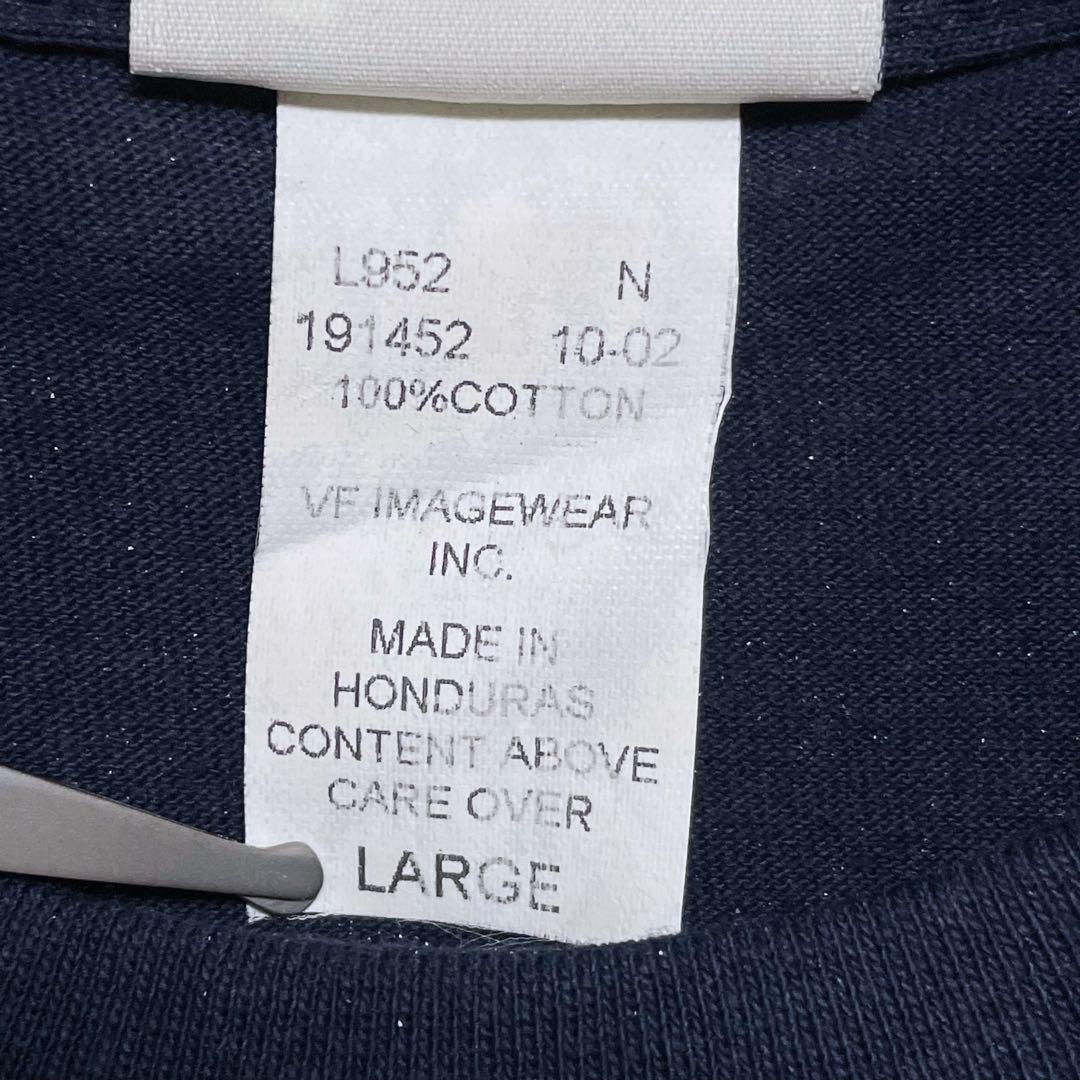 L952 N
191452 10-02
100%COTTON
VF IMAGEWEAR
INC.
MADE IN
HONDURAS
CONTENT ABOVE
CARE OVER
LARGE